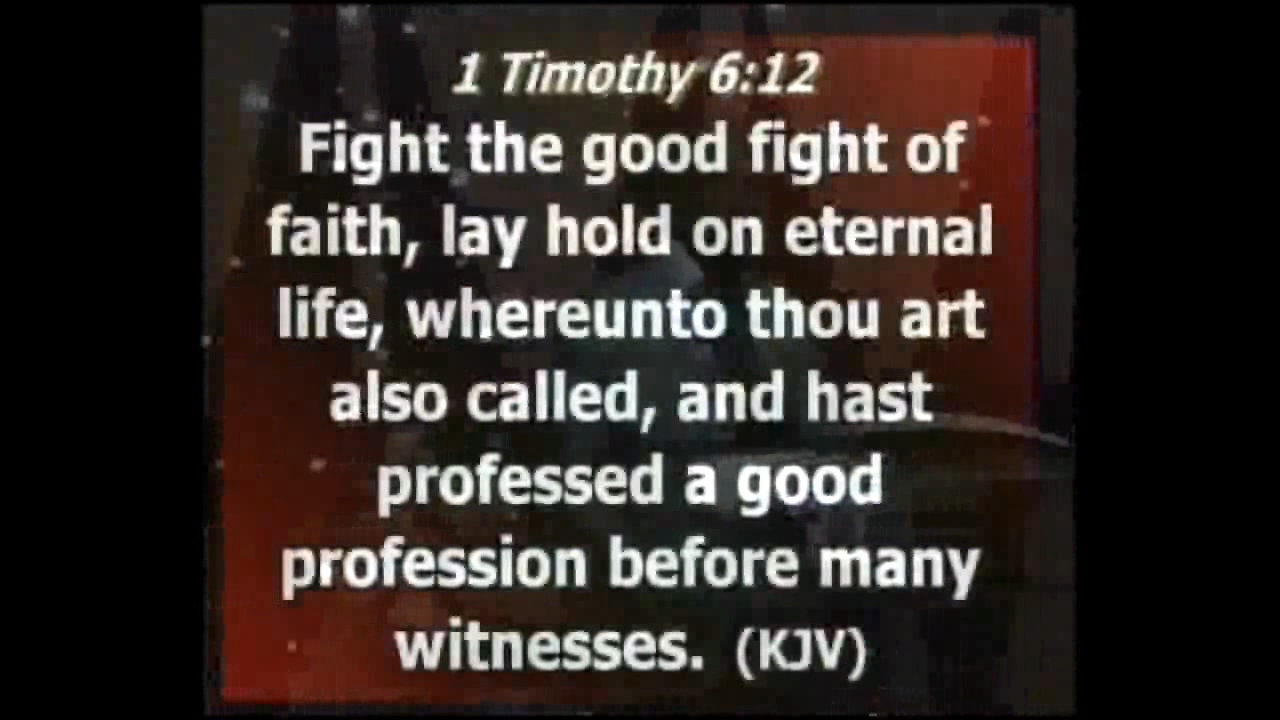 1 Timothy 6:12
Fight the good fight of
faith, lay hold on eternal
life, whereunto thou art
also called, and hast
professed a good
profession before many
witnesses. (KJV)